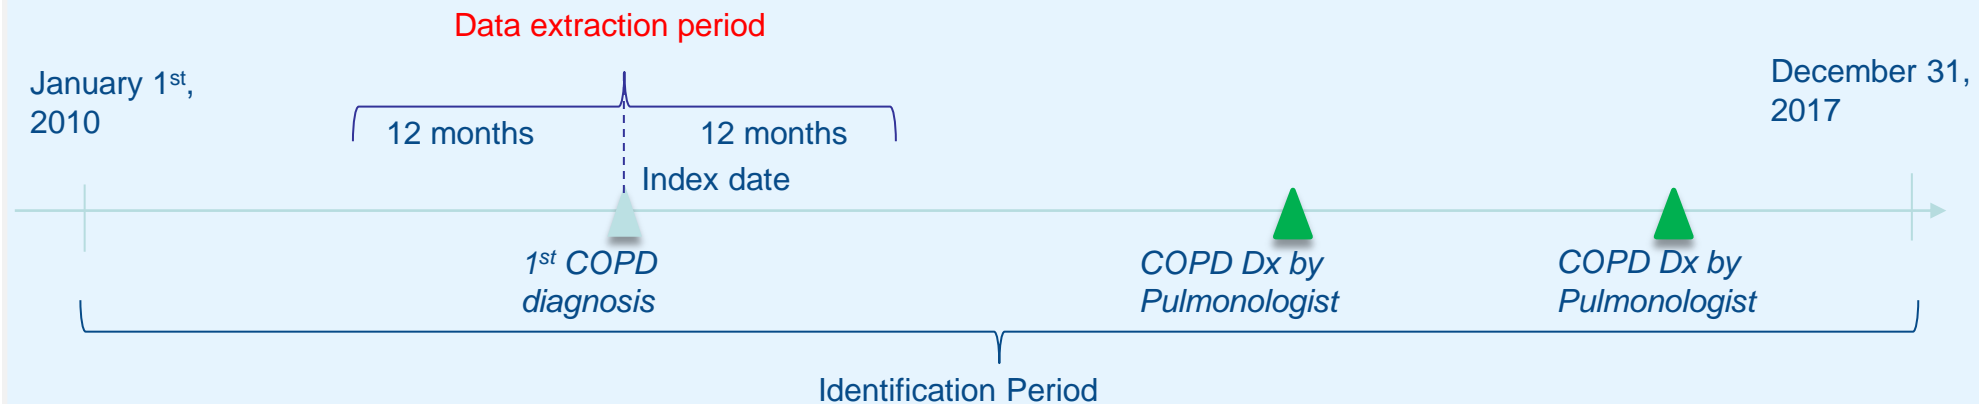 Data extraction period
January 1st,
2010
December 31,
2017
12 months
12 months
Index date
1st COPD
diagnosis
COPD Dx by
Pulmonologist
COPD Dx by
Pulmonologist
Identification Period